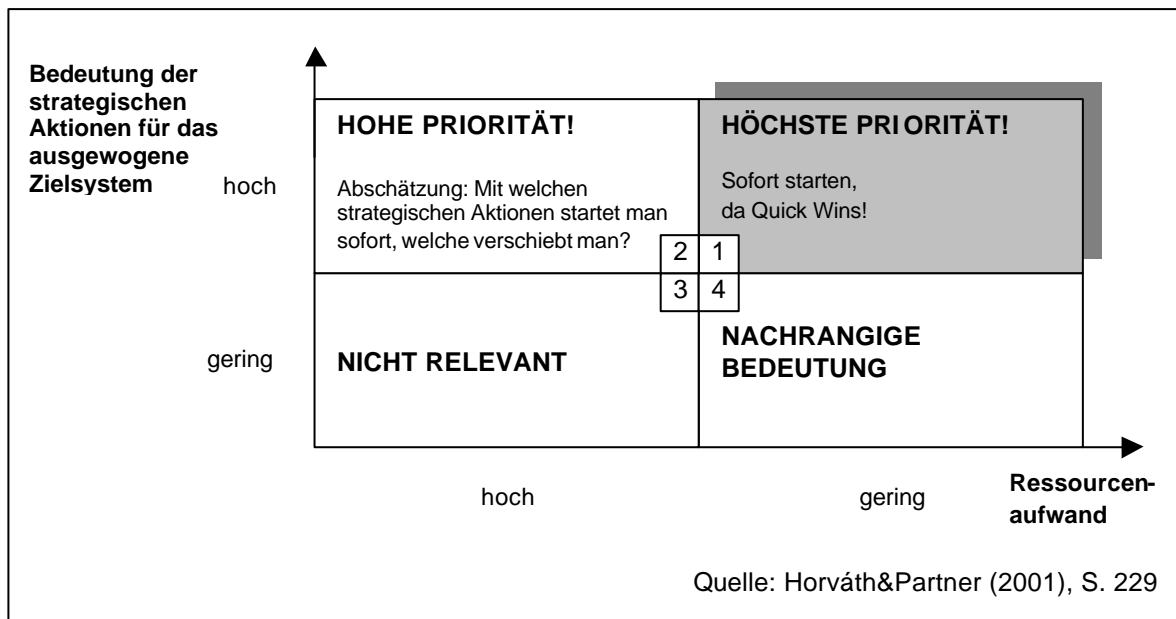 Bedeutung der
strategischen
Aktionen für das
ausgewogene
Zielsystem
hoch
HOHE PRIORITÄT!
Abschätzung: Mit welchen
strategischen Aktionen startet man
sofort, welche verschiebt man?
HÖCHSTE PRIORITÄT!
Sofort starten,
da Quick Wins!
2 1
3 4
gering
NICHT RELEVANT
NACHRANGIGE
BEDEUTUNG
hoch
gering
Ressourcen-
aufwand
Quelle: Horváth&Partner (2001), S. 229